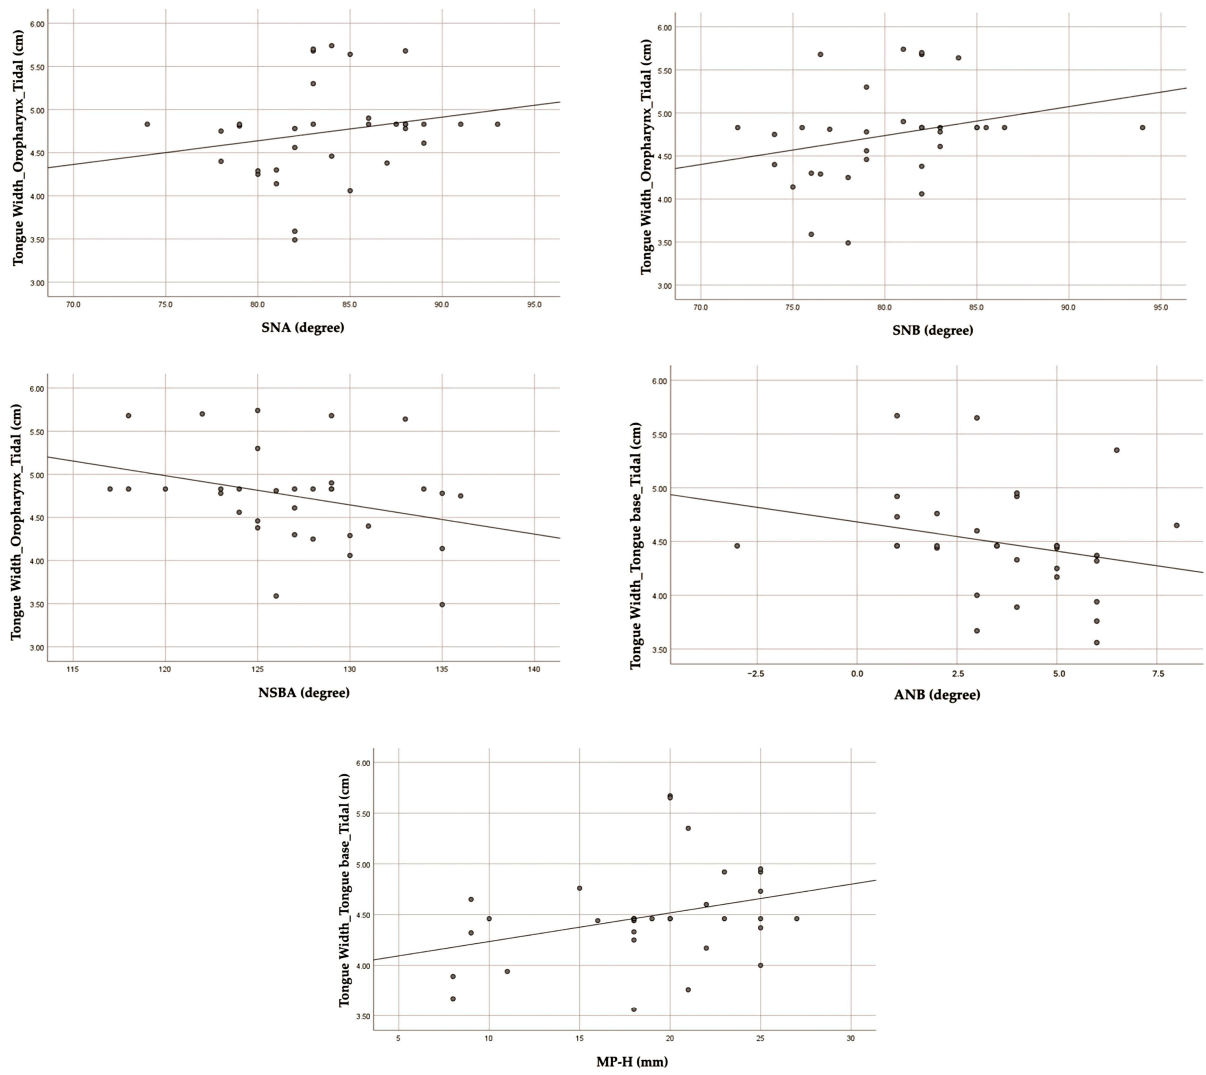 Tongue Width_Oropharynx_Tidal (cm)
6.00
5.50
5.00
4.50
4.00
3.50
3.00
70.0 75.0 80.0 85.0 90.0 95.0
SNA (degree)
Tongue Width_Oropharynx_Tidal (cm)
6.00
5.50
5.00
4.50
4.00
3.50
3.00
70.0 75.0 80.0 85.0 90.0 95.0
SNB (degree)
Tongue Width_Oropharynx_Tidal (cm)
6.00
5.50
5.00
4.50
4.00
3.50
3.00
115 120 125 130 135 140
NSBA (degree)
Tongue Width_Tongue base_Tidal (cm)
6.00
5.50
5.00
4.50
4.00
3.50
−2.5 0.0 2.5 5.0 7.5
ANB (degree)
Tongue Width_Tongue base_Tidal (cm)
6.00
5.50
5.00
4.50
4.00
3.50
5 10 15 20 25 30
MP-H (mm)